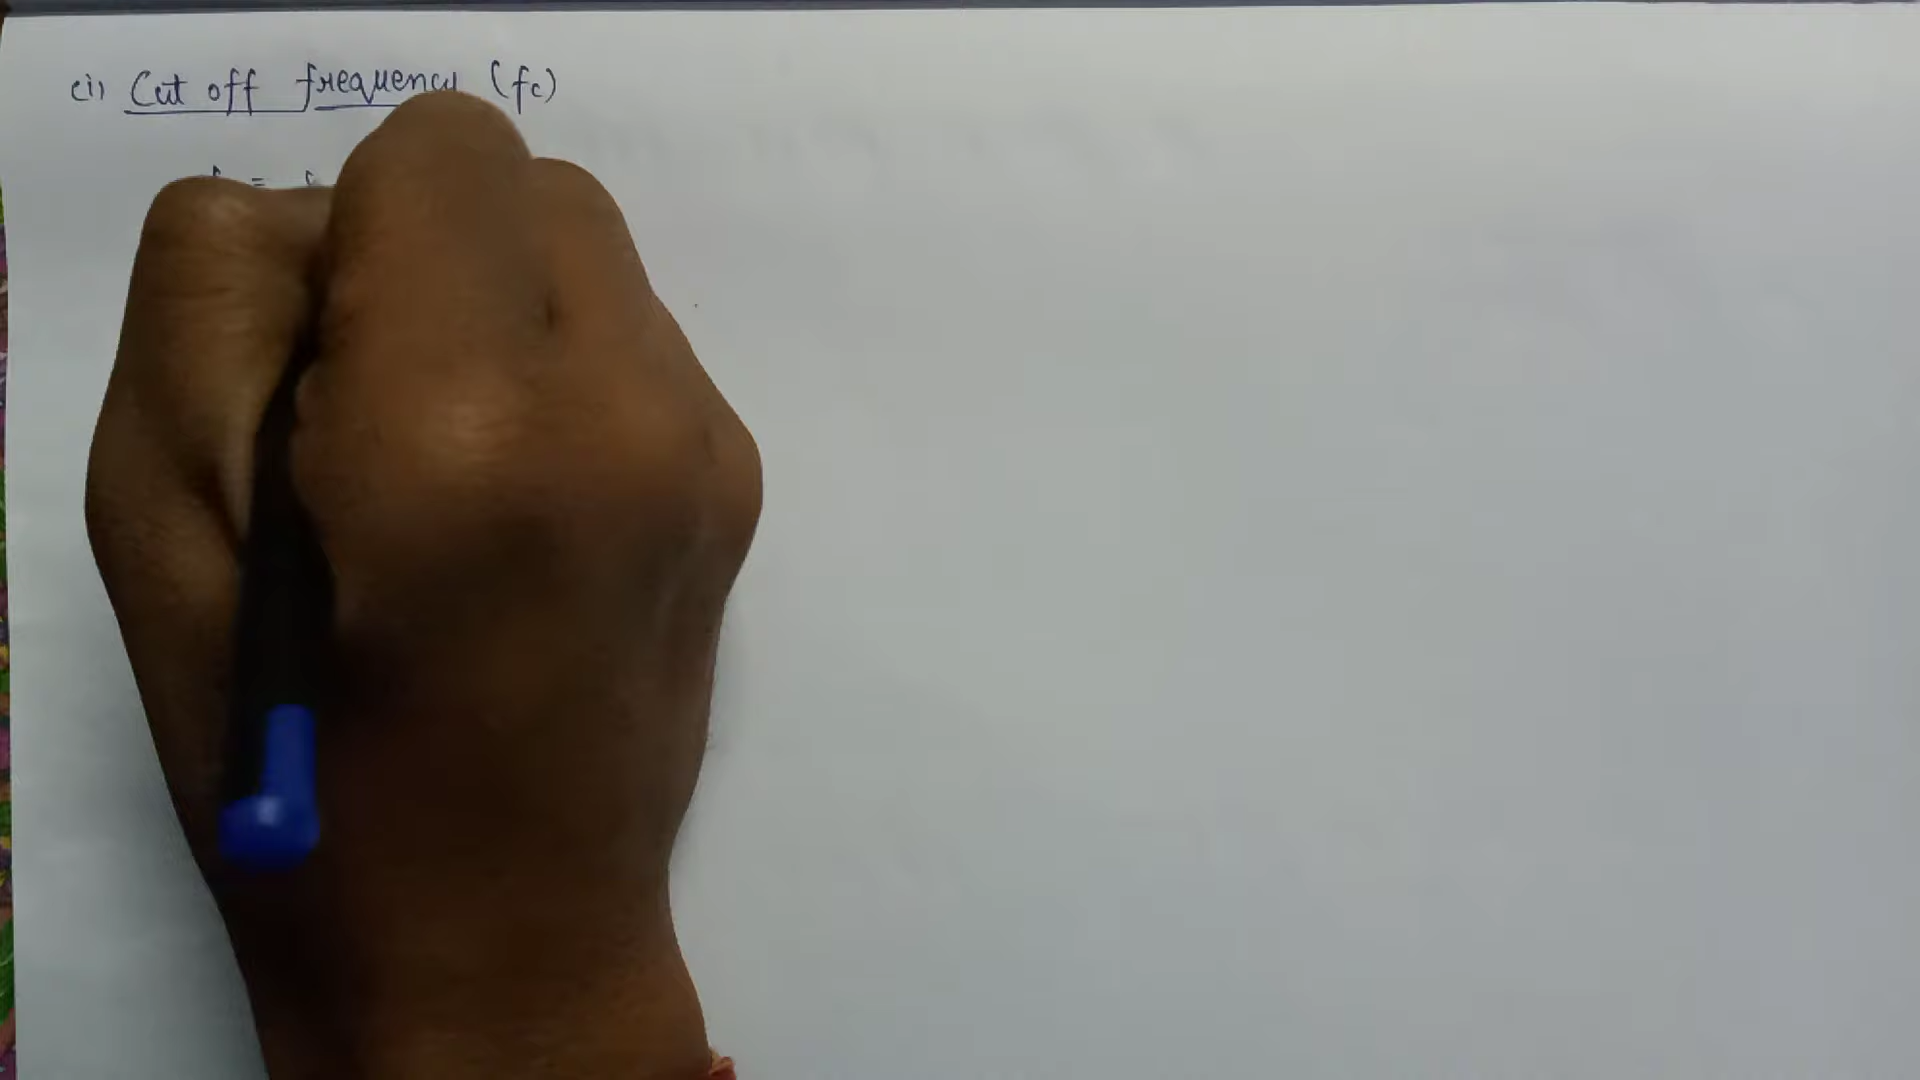 (i) Cut off frequency (fc)
=